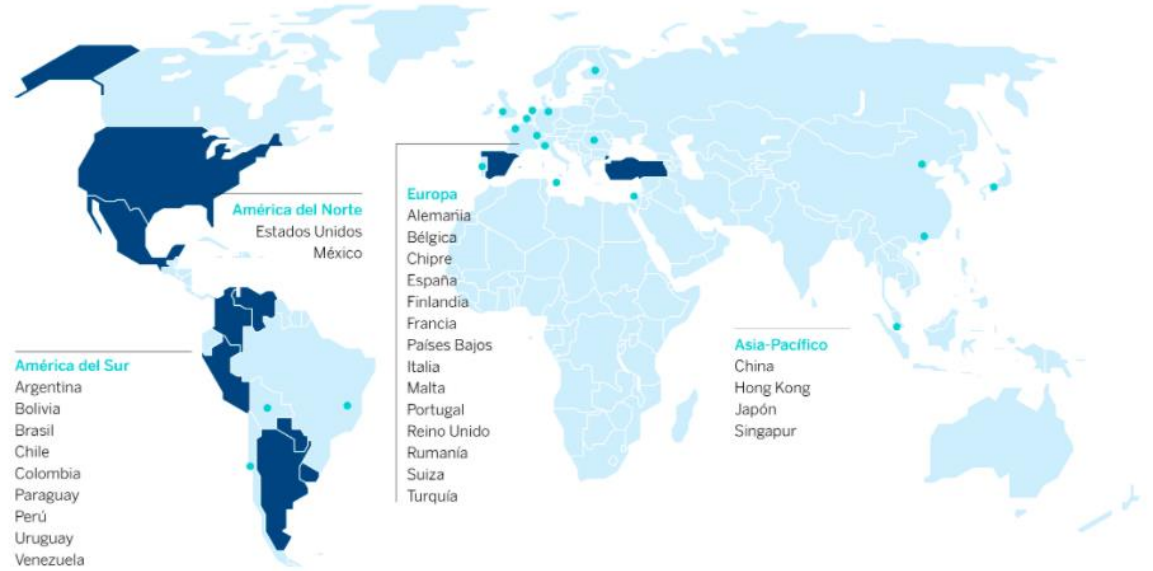 América del Norte
Estados Unidos
México
América del Sur
Argentina
Bolivia
Brasil
Chile
Colombia
Paraguay
Perú
Uruguay
Venezuela
Europa
Alemania
Bélgica
Chipre
España
Finlandia
Francia
Países Bajos
Italia
Malta
Portugal
Reino Unido
Rumanía
Suiza
Turquía
Asia-Pacífico
China
Hong Kong
Japón
Singapur